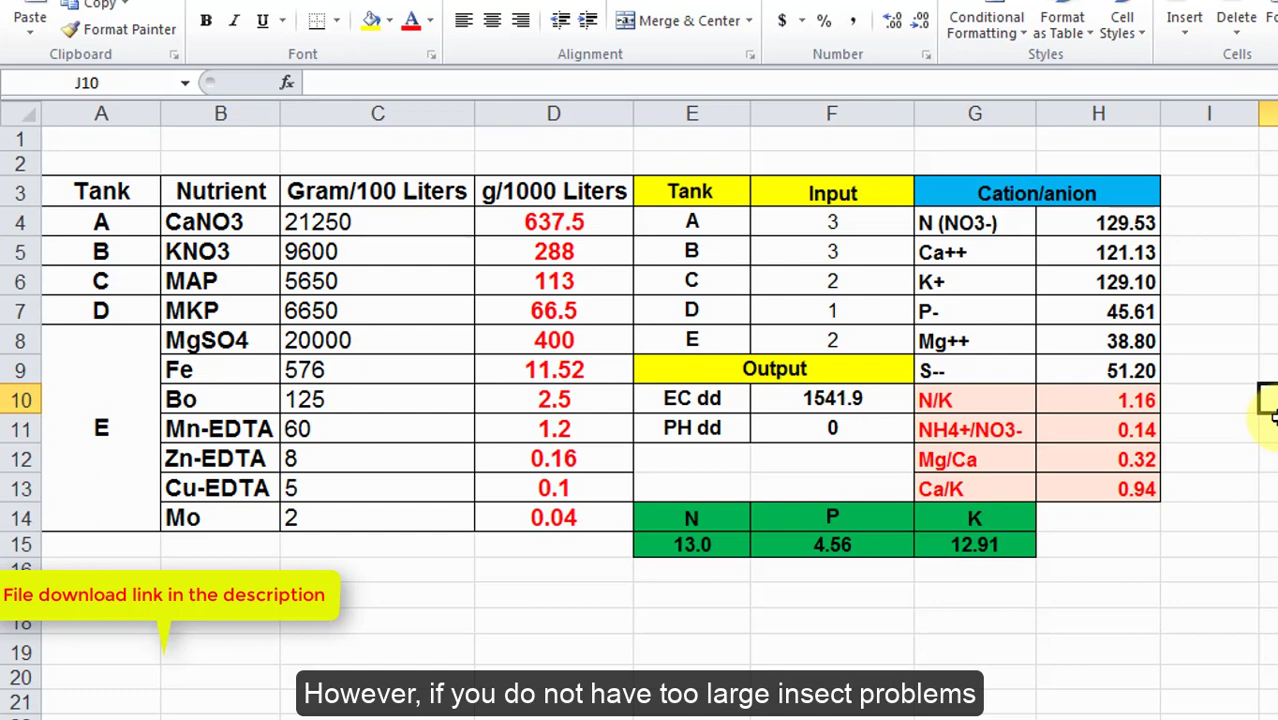 Copy
Paste
Format Painter
Clipboard
B I U A
Font
Merge & Center
Alignment
$ % ,
Number
Conditional Formatting
Format as Table
Cell Styles
Styles
Insert
Delete
Cells
J10
fx
A B C D E F G H I
1
2
3 Tank Nutrient Gram/100 Liters g/1000 Liters Tank Input Cation/anion
4 A CaNO3 21250 637.5 A 3 N (NO3-) 129.53
5 B KNO3 9600 288 B 3 Ca++ 121.13
6 C MAP 5650 113 C 2 K+ 129.10
7 D MKP 6650 66.5 D 1 P- 45.61
8 MgSO4 20000 400 E 2 Mg++ 38.80
9 Fe 576 11.52 Output S-- 51.20
10 Bo 125 2.5 EC dd 1541.9 N/K 1.16
11 E Mn-EDTA 60 1.2 PH dd 0 NH4+/NO3- 0.14
12 Zn-EDTA 8 0.16 Mg/Ca 0.32
13 Cu-EDTA 5 0.1 Ca/K 0.94
14 Mo 2 0.04 N P K
15 13.0 4.56 12.91
16
File download link in the description
18
19
20
21
However, if you do not have too large insect problems